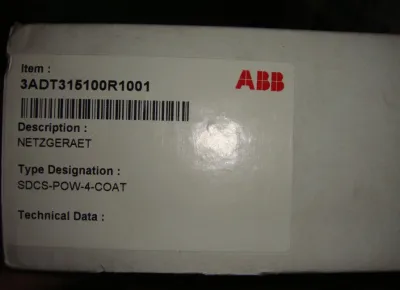 Item :
ABB
3ADT315100R1001
Description :
NETZGERAET
Type Designation :
SDCS-POW-4-COAT
Technical Data :